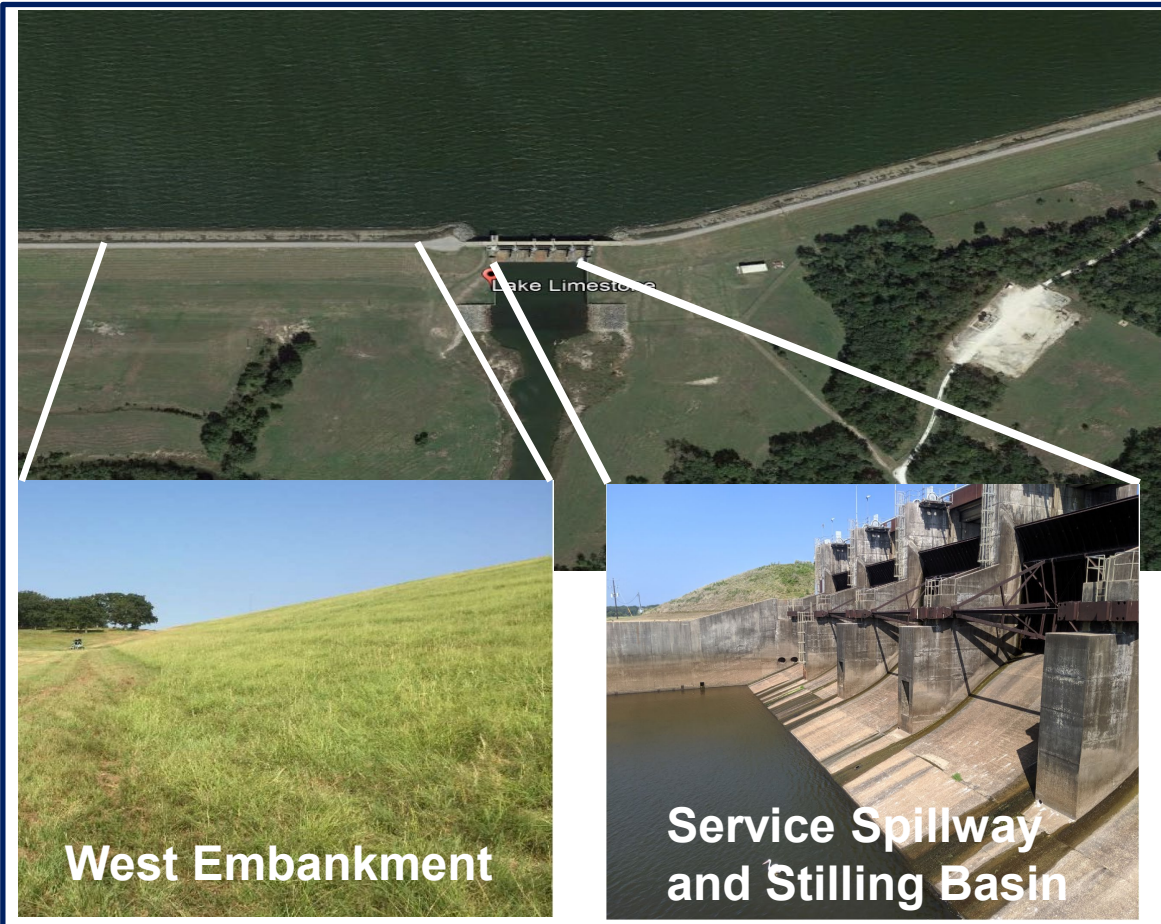 Lake Limestone
West Embankment
Service Spillway
and Stilling Basin